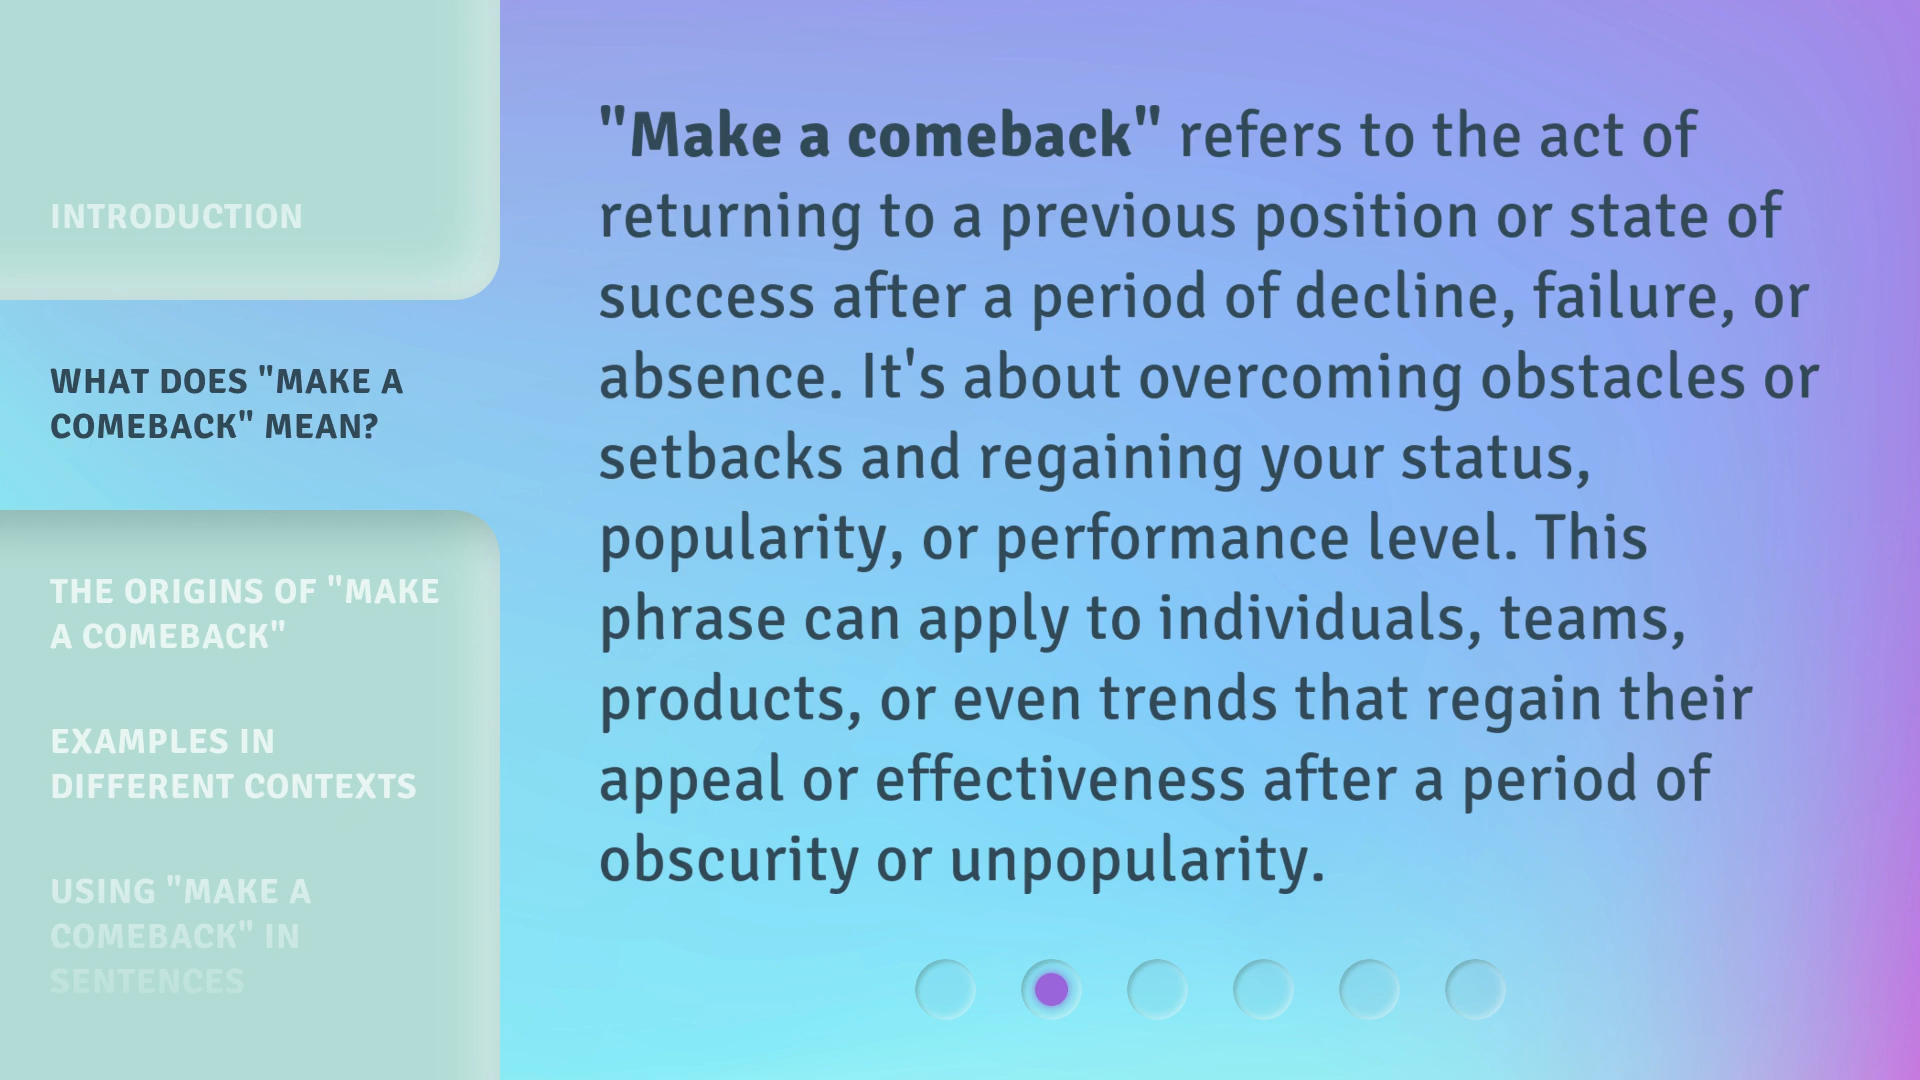 INTRODUCTION
WHAT DOES "MAKE A
COMEBACK" MEAN?
THE ORIGINS OF "MAKE
A COMEBACK"
EXAMPLES IN
DIFFERENT CONTEXTS
USING "MAKE A
COMEBACK" IN
SENTENCES
"Make a comeback" refers to the act of
returning to a previous position or state of
success after a period of decline, failure, or
absence. It's about overcoming obstacles or
setbacks and regaining your status,
popularity, or performance level. This
phrase can apply to individuals, teams,
products, or even trends that regain their
appeal or effectiveness after a period of
obscurity or unpopularity.